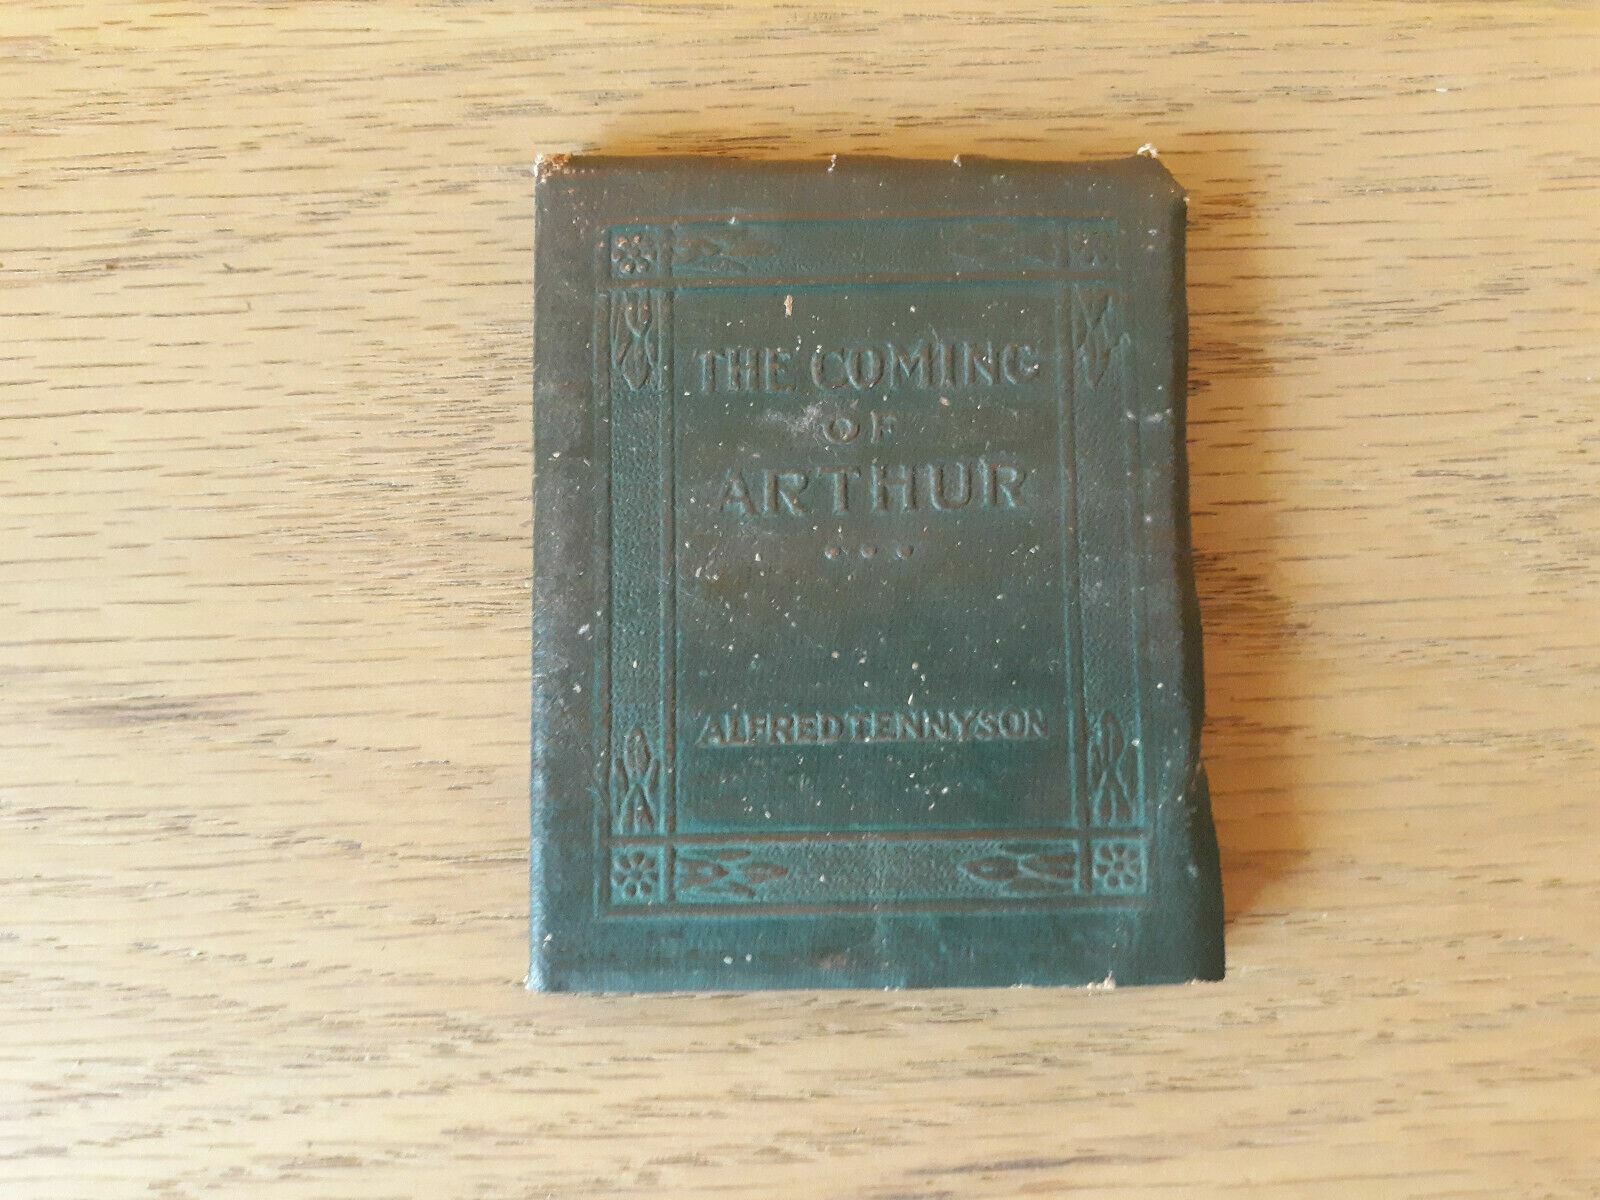 THE COMING
OF
ARTHUR
ALFRED TENNYSON